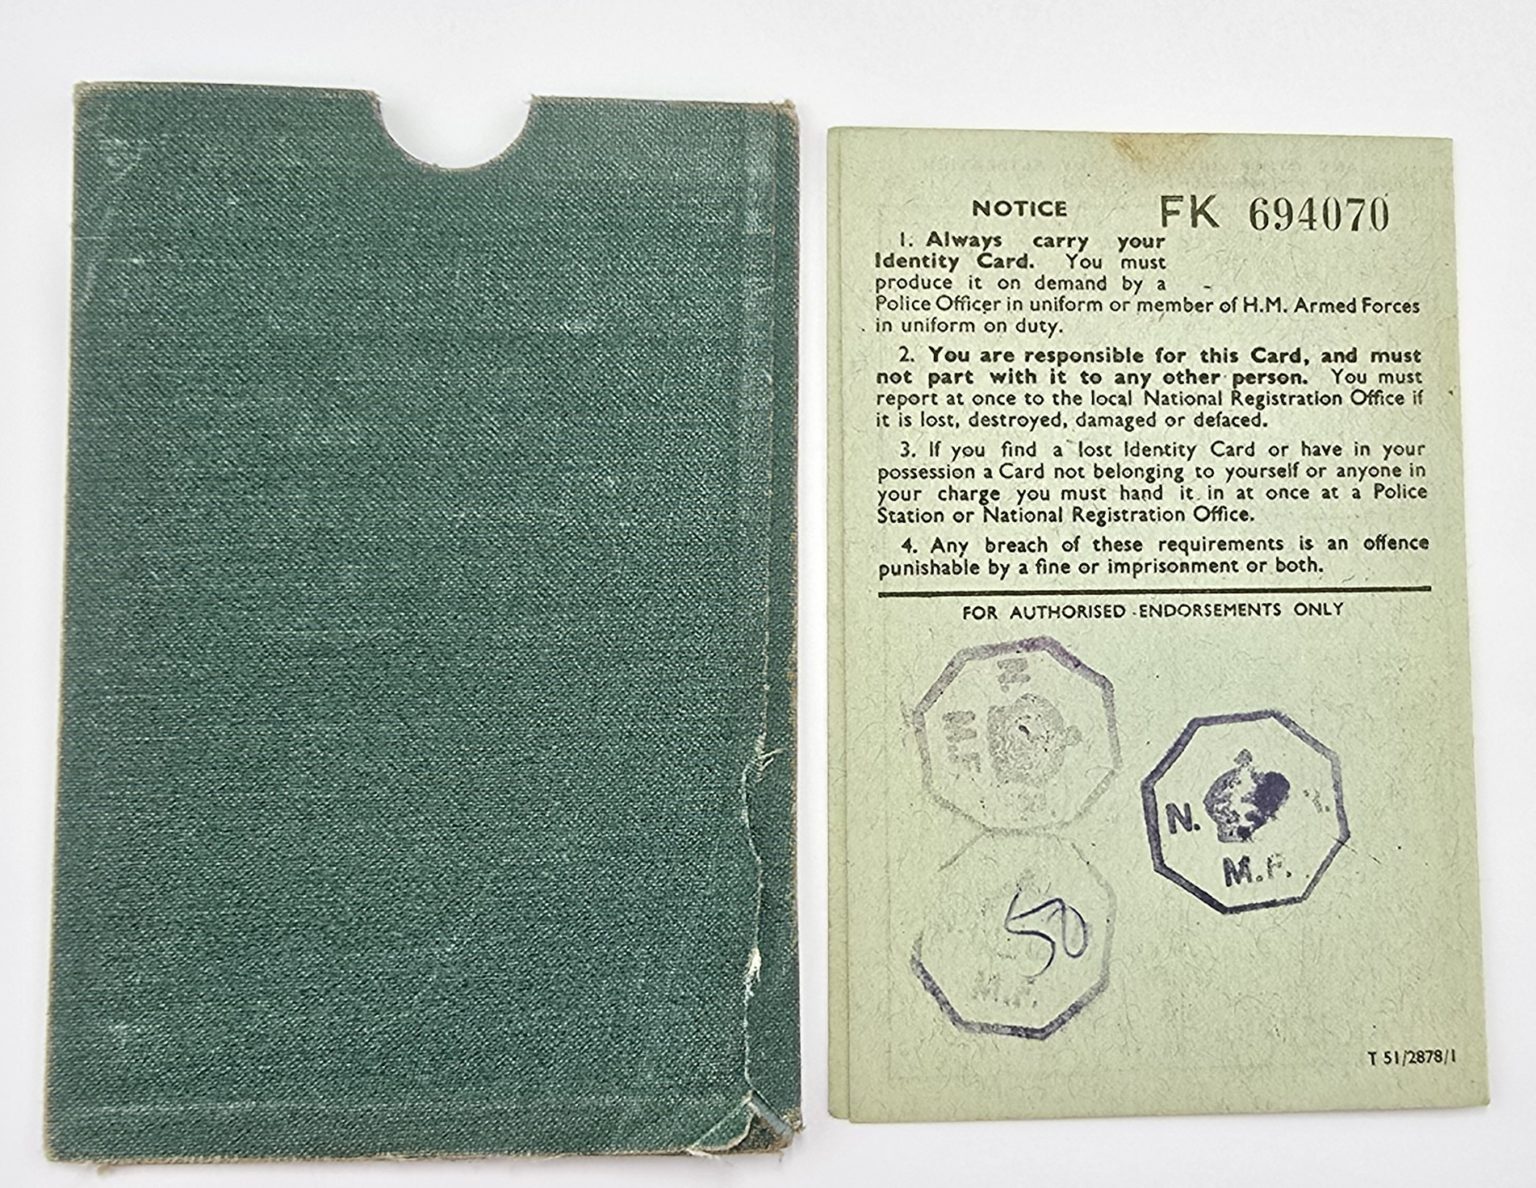 NOTICE FK 694070
1. Always carry your
Identity Card. You must
produce it on demand by a
Police Officer in uniform or member of H.M. Armed Forces
in uniform on duty.
2. You are responsible for this Card, and must
not part with it to any other person. You must
report at once to the local National Registration Office if
it is lost, destroyed, damaged or defaced.
3. If you find a lost Identity Card or have in your
possession a Card not belonging to yourself or anyone in
your charge you must hand it in at once at a Police
Station or National Registration Office.
4. Any breach of these requirements is an offence
punishable by a fine or imprisonment or both.
FOR AUTHORISED ENDORSEMENTS ONLY
N.
M.F.
N. Y.
M.F.
50
M.F.
T 51/2878/1